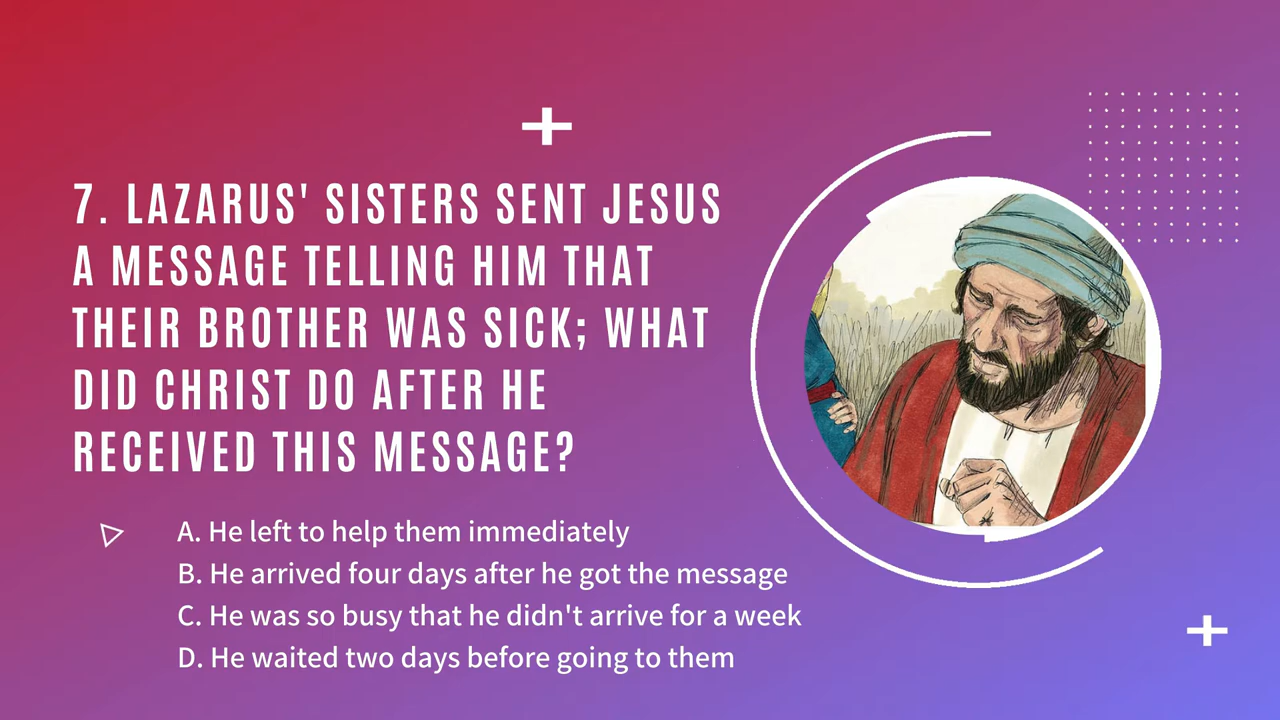 7. LAZARUS' SISTERS SENT JESUS
A MESSAGE TELLING HIM THAT
THEIR BROTHER WAS SICK; WHAT
DID CHRIST DO AFTER HE
RECEIVED THIS MESSAGE?
A. He left to help them immediately
B. He arrived four days after he got the message
C. He was so busy that he didn't arrive for a week
D. He waited two days before going to them